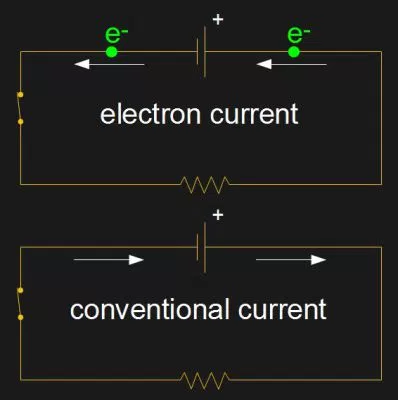 +
e- e-
electron current
+
conventional current